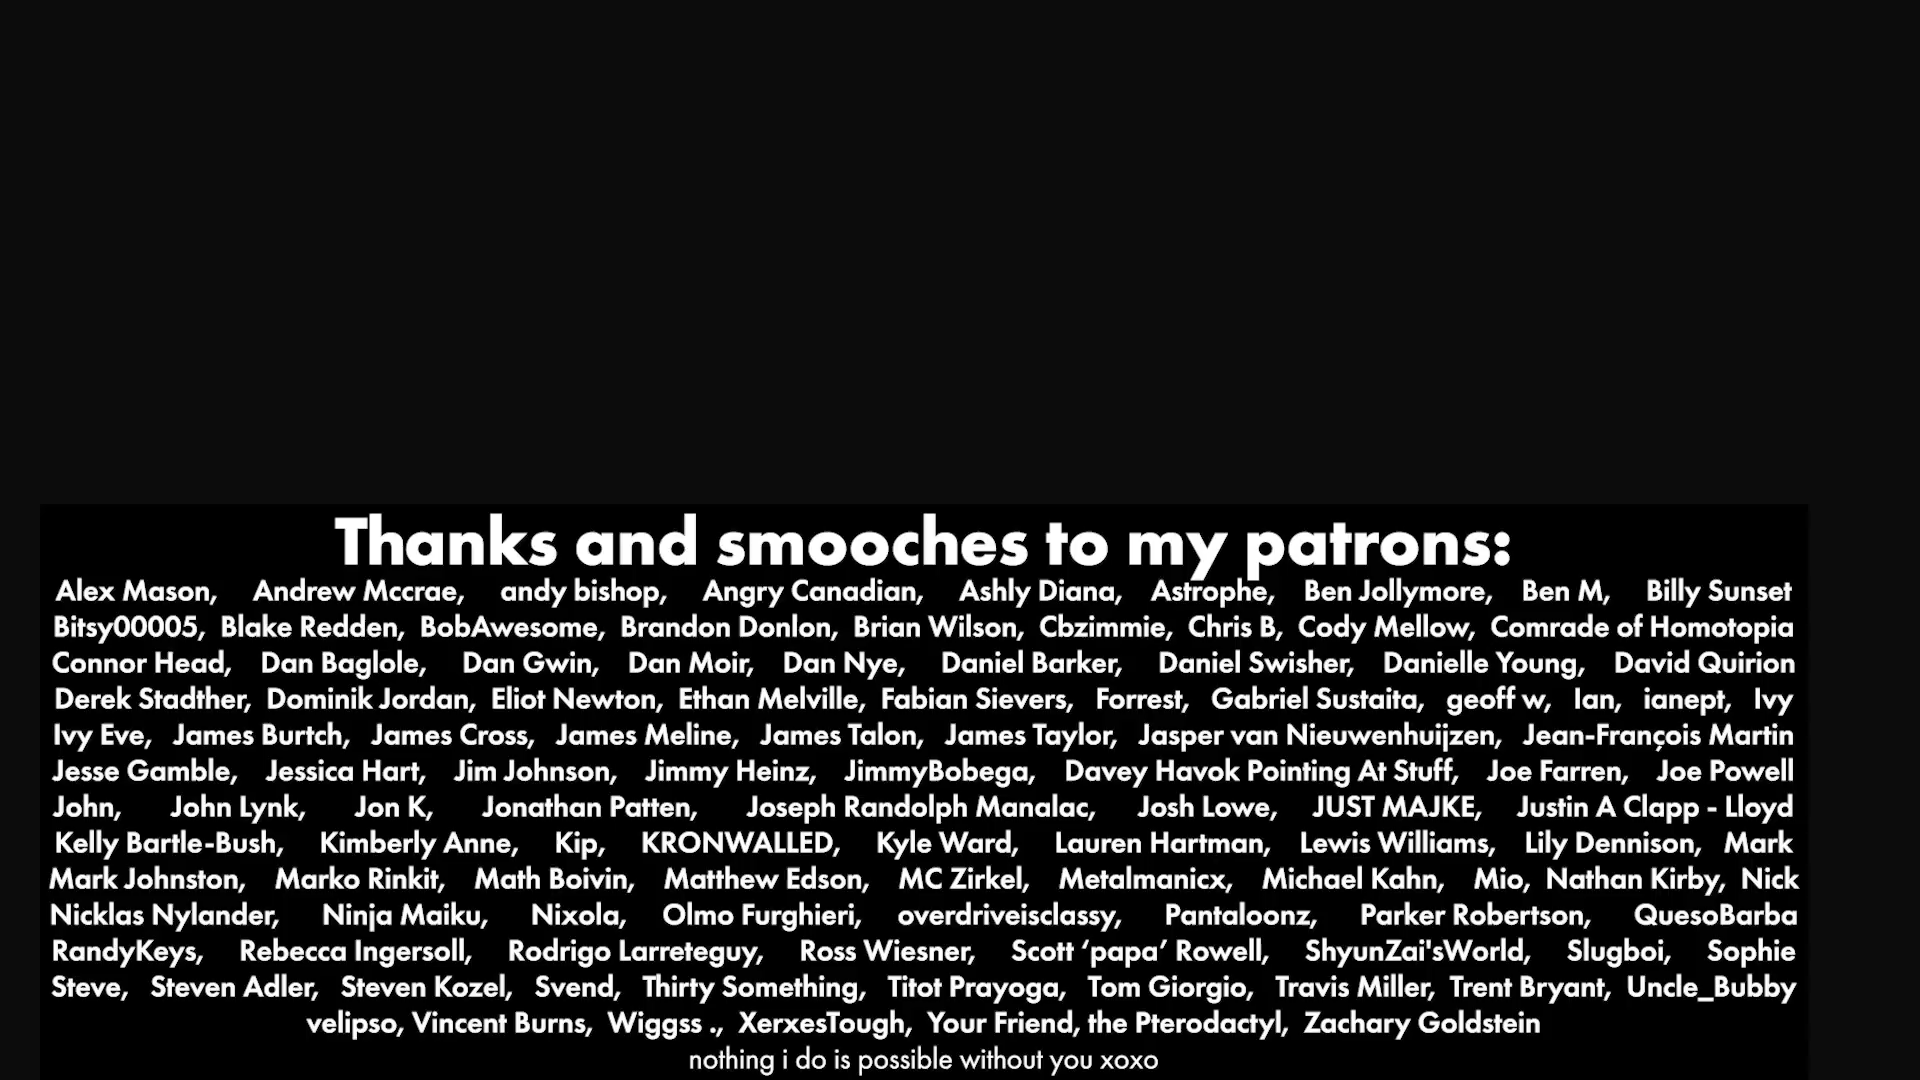 Thanks and smooches to my patrons:
Alex Mason, Andrew Mccrae, andy bishop, Angry Canadian, Ashly Diana, Astrophe, Ben Jollymore, Ben M, Billy Sunset
Bitsy00005, Blake Redden, BobAwesome, Brandon Donlon, Brian Wilson, Cbzimmie, Chris B, Cody Mellow, Comrade of Homotopia
Connor Head, Dan Baglole, Dan Gwin, Dan Moir, Dan Nye, Daniel Barker, Daniel Swisher, Danielle Young, David Quirion
Derek Stadther, Dominik Jordan, Eliot Newton, Ethan Melville, Fabian Sievers, Forrest, Gabriel Sustaita, geoff w, Ian, ianept, Ivy
Ivy Eve, James Burtch, James Cross, James Meline, James Talon, James Taylor, Jasper van Nieuwenhuijzen, Jean-François Martin
Jesse Gamble, Jessica Hart, Jim Johnson, Jimmy Heinz, JimmyBobega, Davey Havok Pointing At Stuff, Joe Farren, Joe Powell
John, John Lynk, Jon K, Jonathan Patten, Joseph Randolph Manalac, Josh Lowe, JUST MAJKE, Justin A Clapp - Lloyd
Kelly Bartle-Bush, Kimberly Anne, Kip, KRONWALLED, Kyle Ward, Lauren Hartman, Lewis Williams, Lily Dennison, Mark
Mark Johnston, Marko Rinkit, Math Boivin, Matthew Edson, MC Zirkel, Metalmanicx, Michael Kahn, Mio, Nathan Kirby, Nick
Nicklas Nylander, Ninja Maiku, Nixola, Olmo Furghieri, overdriveisclassy, Pantaloonz, Parker Robertson, QuesoBarba
RandyKeys, Rebecca Ingersoll, Rodrigo Larreteguy, Ross Wiesner, Scott ‘papa’ Rowell, ShyunZai'sWorld, Slugboi, Sophie
Steve, Steven Adler, Steven Kozel, Svend, Thirty Something, Titot Prayoga, Tom Giorgio, Travis Miller, Trent Bryant, Uncle_Bubby
velipso, Vincent Burns, Wiggss ., XerxesTough, Your Friend, the Pterodactyl, Zachary Goldstein
nothing i do is possible without you xoxo